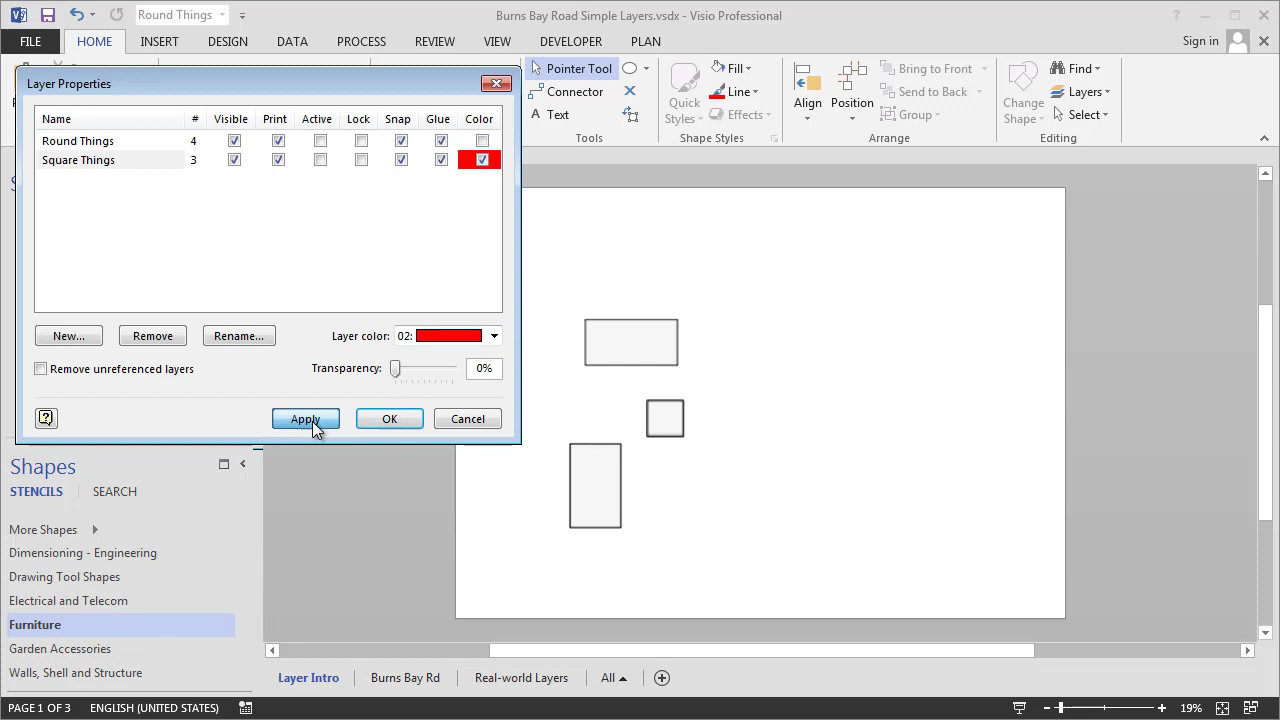 Round Things
Burns Bay Road Simple Layers.vsdx - Visio Professional
?
FILE HOME INSERT DESIGN DATA PROCESS REVIEW VIEW DEVELOPER PLAN Sign in
Layer Properties
Name # Visible Print Active Lock Snap Glue Color
Round Things 4
Square Things 3
New... Remove Rename... Layer color: 02:
Remove unreferenced layers Transparency: 0%
Apply OK Cancel
Pointer Tool
Connector
A Text
Tools
Quick
Styles
Fill
Line
Effects
Shape Styles
Align
Position
Bring to Front
Send to Back
Group
Arrange
Change
Shape
Find
Layers
Select
Editing
Shapes
STENCILS SEARCH
More Shapes
Dimensioning - Engineering
Drawing Tool Shapes
Electrical and Telecom
Furniture
Garden Accessories
Walls, Shell and Structure
Layer Intro Burns Bay Rd Real-world Layers All
PAGE 1 OF 3 ENGLISH (UNITED STATES) 19%